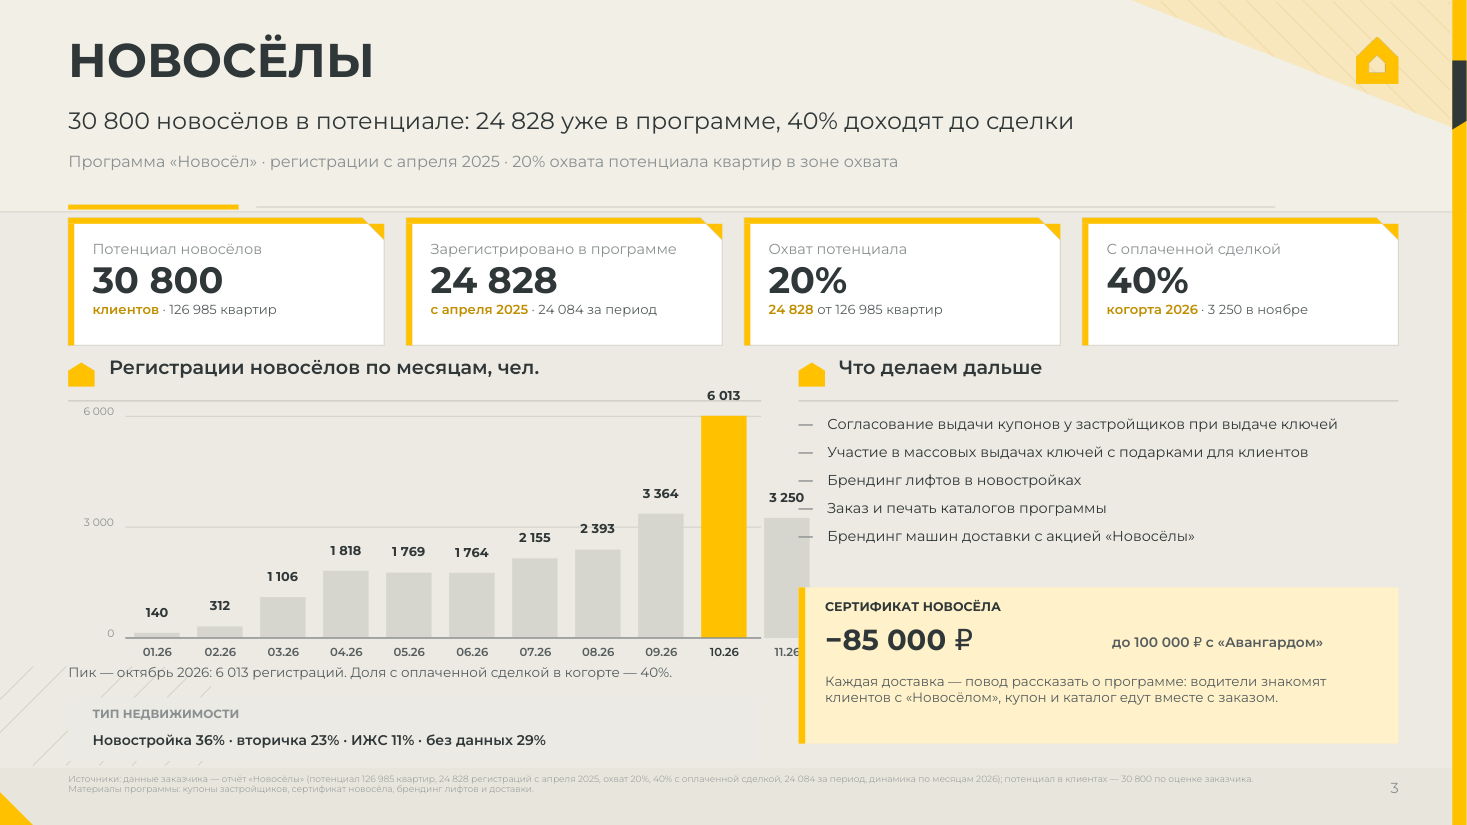 НОВОСЁЛЫ
30 800 новосёлов в потенциале: 24 828 уже в программе, 40% доходят до сделки
Программа «Новосёл» · регистрации с апреля 2025 · 20% охвата потенциала квартир в зоне охвата
Потенциал новосёлов
30 800
клиентов · 126 985 квартир
Зарегистрировано в программе
24 828
с апреля 2025 · 24 084 за период
Охват потенциала
20%
24 828 от 126 985 квартир
С оплаченной сделкой
40%
когорта 2026 · 3 250 в ноябре
Регистрации новосёлов по месяцам, чел.
6 000
3 000
0
140
312
1 106
1 818
1 769
1 764
2 155
2 393
3 364
6 013
3 250
01.26
02.26
03.26
04.26
05.26
06.26
07.26
08.26
09.26
10.26
11.26
Пик — октябрь 2026: 6 013 регистраций. Доля с оплаченной сделкой в когорте — 40%.
ТИП НЕДВИЖИМОСТИ
Новостройка 36% · вторичка 23% · ИЖС 11% · без данных 29%
Что делаем дальше
— Согласование выдачи купонов у застройщиков при выдаче ключей
— Участие в массовых выдачах ключей с подарками для клиентов
— Брендинг лифтов в новостройках
— Заказ и печать каталогов программы
— Брендинг машин доставки с акцией «Новосёлы»
СЕРТИФИКАТ НОВОСЁЛА
−85 000 ₽
до 100 000 ₽ с «Авангардом»
Каждая доставка — повод рассказать о программе: водители знакомят
клиентов с «Новосёлом», купон и каталог едут вместе с заказом.
Источники: данные заказчика — отчёт «Новосёлы» (потенциал 126 985 квартир, 24 828 регистраций с апреля 2025, охват 20%, 40% с оплаченной сделкой, 24 084 за период, динамика по месяцам 2026); потенциал в клиентах — 30 800 по оценке заказчика.
Материалы программы: купоны застройщиков, сертификат новосёла, брендинг лифтов и доставки.
3